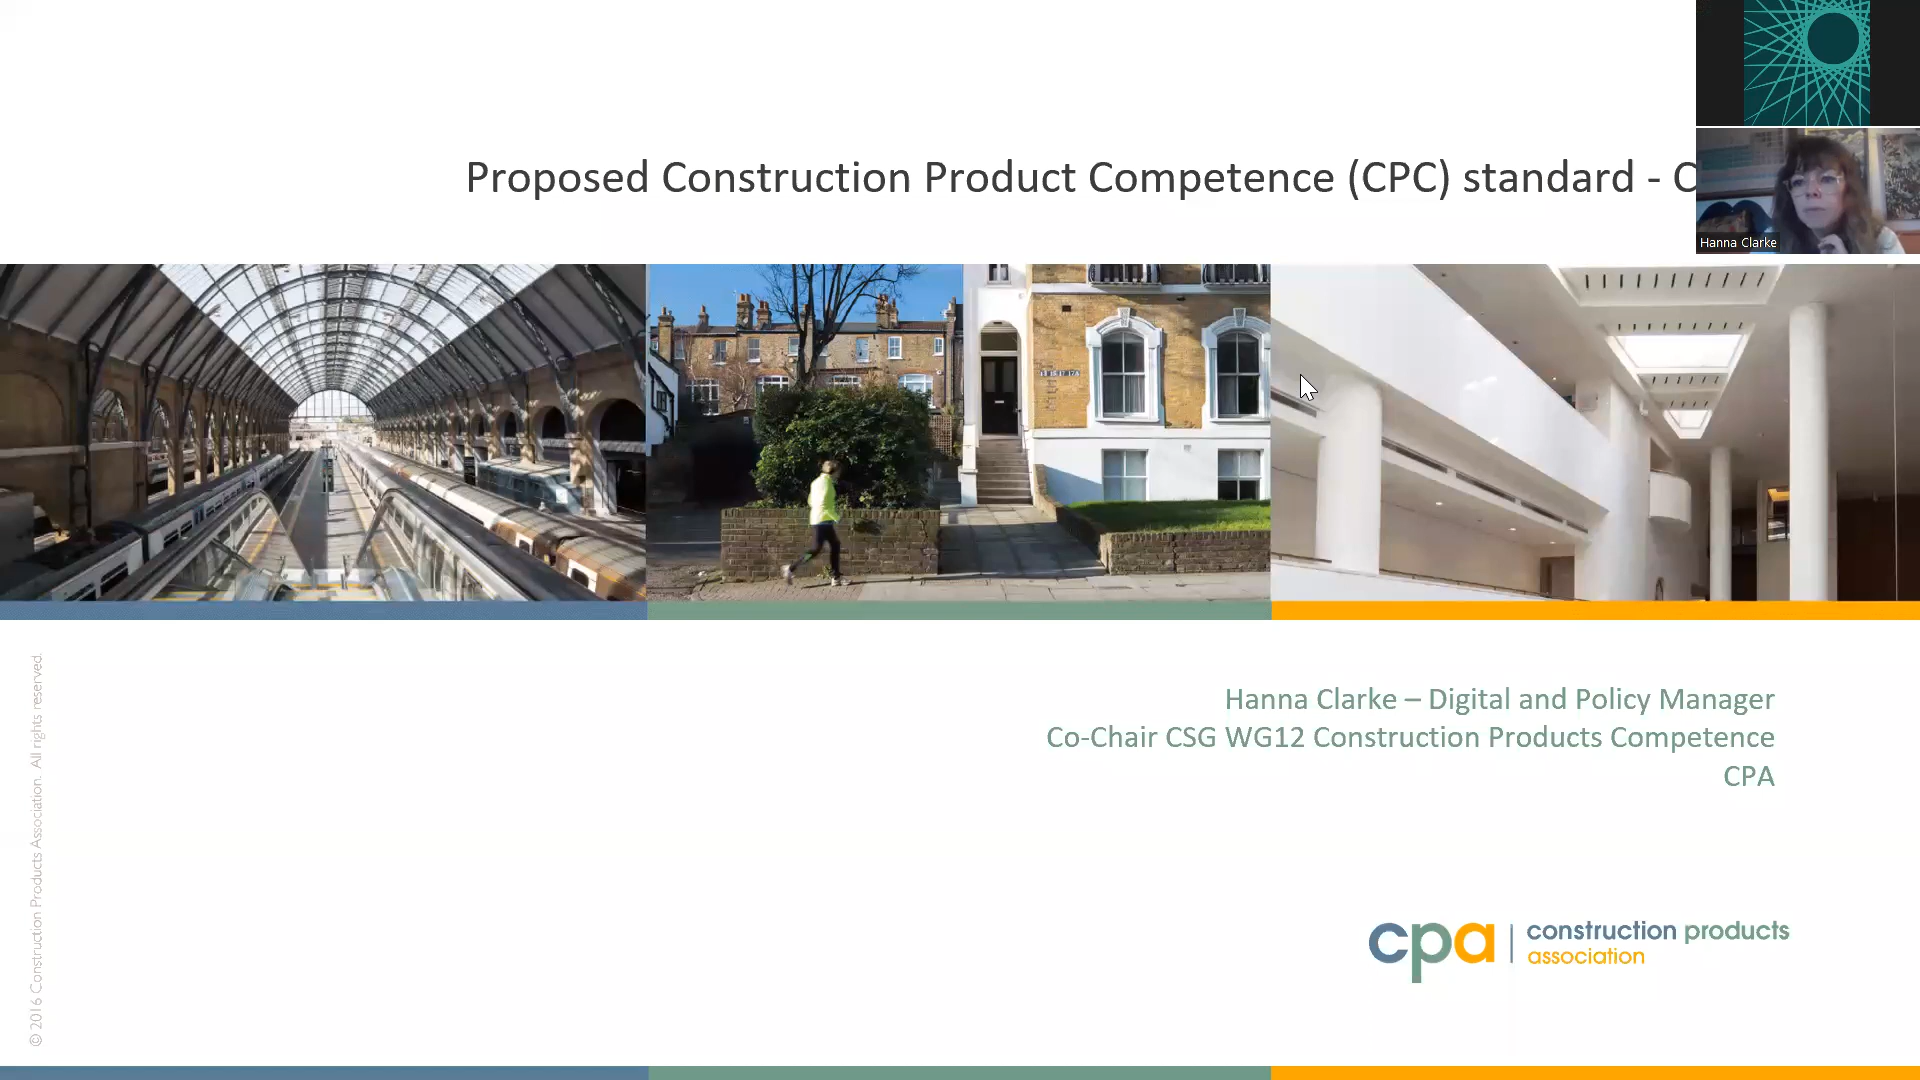 Proposed Construction Product Competence (CPC) standard - C
Hanna Clarke
Hanna Clarke – Digital and Policy Manager
Co-Chair CSG WG12 Construction Products Competence
CPA
cpa
construction products
association
© 2016 Construction Products Association. All rights reserved.